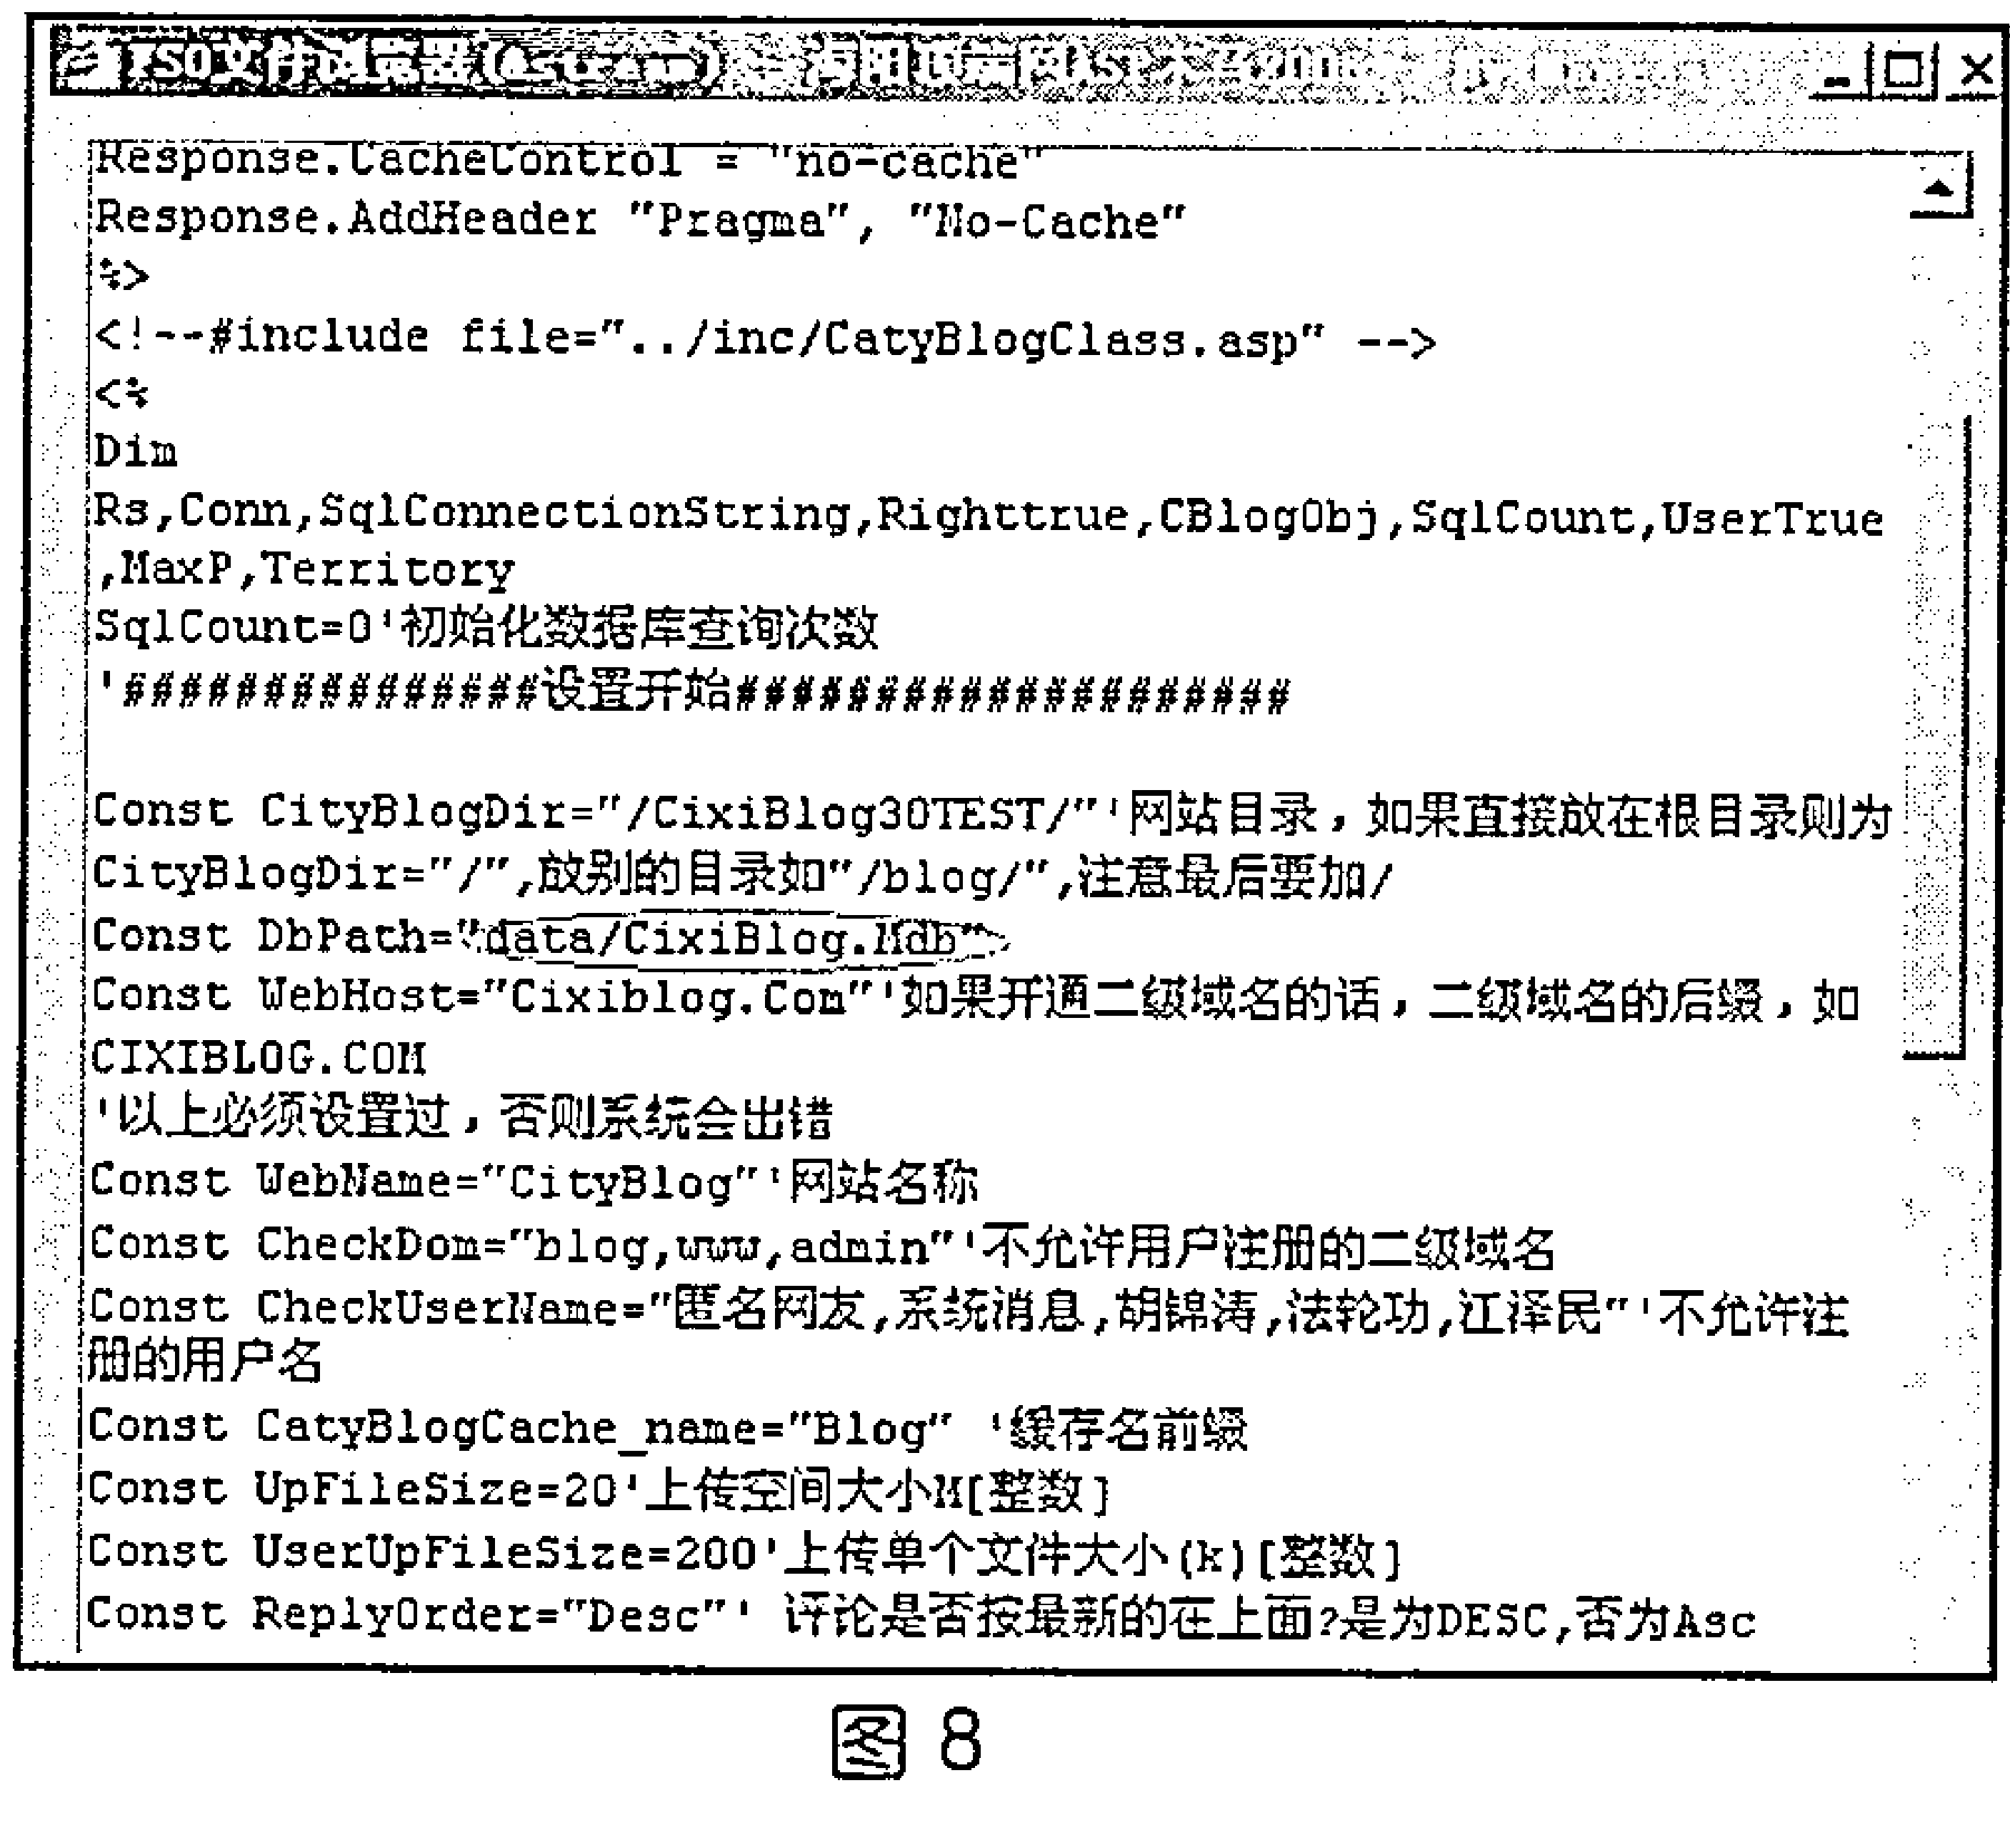 Response.CacheControl = "no-cache"
Response.AddHeader "Pragma", "No-Cache"
%>
<!--#include file="../inc/CatyBlogClass.asp" -->
<%
Dim
Rs,Conn,SqlConnectionString,Righttrue,CBlogObj,SqlCount,UserTrue
,MaxP,Territory
SqlCount=0'初始化数据库查询次数
'###############设置开始####################
Const CityBlogDir="/CixiBlog30TEST/"'网站目录，如果直接放在根目录则为
CityBlogDir="/",放别的目录如"/blog/",注意最后要加/
Const DbPath="data/CixiBlog.Mdb"
Const WebHost="Cixiblog.Com"'如果开通二级域名的话，二级域名的后缀，如
CIXIBLOG.COM
'以上必须设置过，否则系统会出错
Const WebName="CityBlog"'网站名称
Const CheckDom="blog,www,admin"'不允许用户注册的二级域名
Const CheckUserName="匿名网友,系统消息,胡锦涛,法轮功,江泽民"'不允许注
册的用户名
Const CatyBlogCache_name="Blog" '缓存名前缀
Const UpFileSize=20'上传空间大小M[整数]
Const UserUpFileSize=200'上传单个文件大小(k)[整数]
Const ReplyOrder="Desc"' 评论是否按最新的在上面?是为DESC,否为Asc
图 8